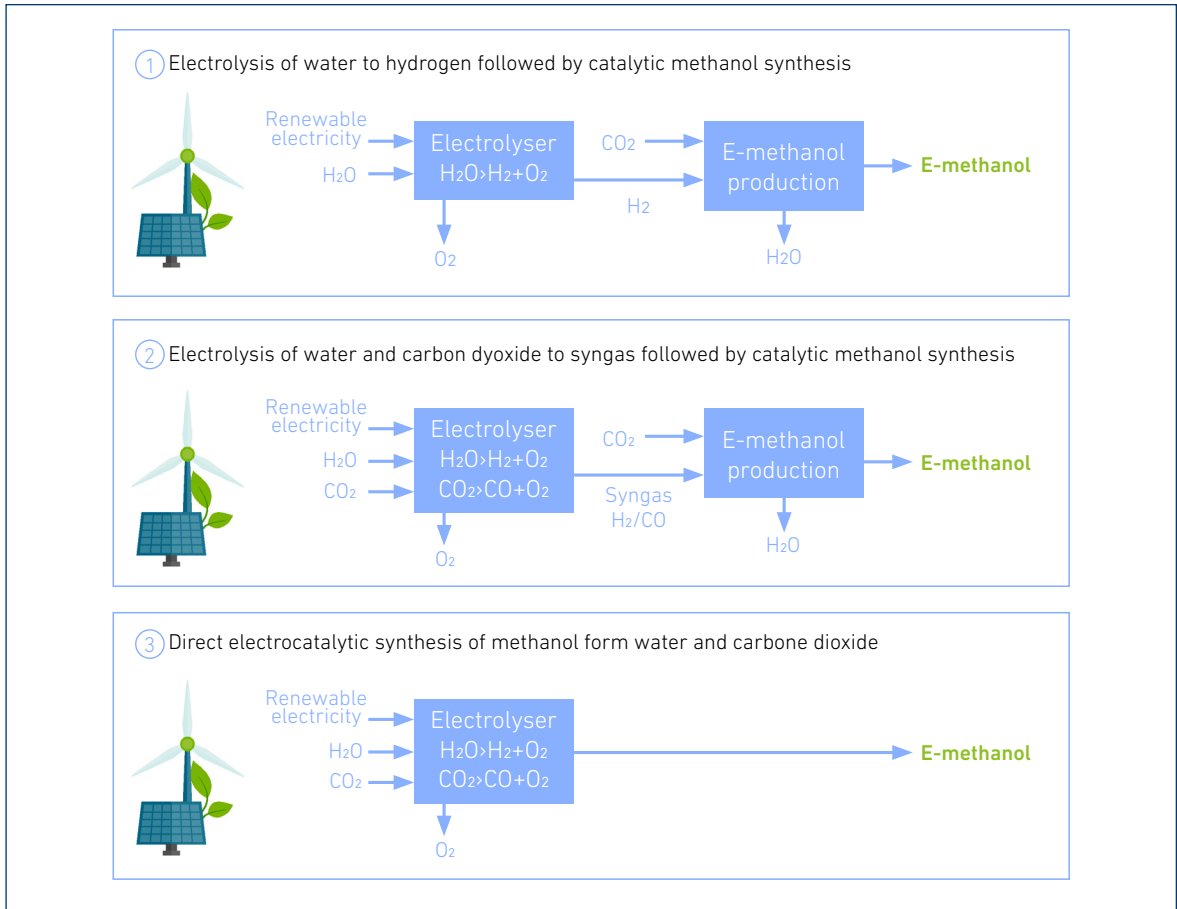 1 Electrolysis of water to hydrogen followed by catalytic methanol synthesis
Renewable
electricity
H2O
Electrolyser
H2O›H2+O2
O2
CO2
H2
E-methanol
production
H2O
E-methanol
2 Electrolysis of water and carbon dyoxide to syngas followed by catalytic methanol synthesis
Renewable
electricity
H2O
CO2
Electrolyser
H2O›H2+O2
CO2›CO+O2
O2
CO2
Syngas
H2/CO
E-methanol
production
H2O
E-methanol
3 Direct electrocatalytic synthesis of methanol form water and carbone dioxide
Renewable
electricity
H2O
CO2
Electrolyser
H2O›H2+O2
CO2›CO+O2
O2
E-methanol